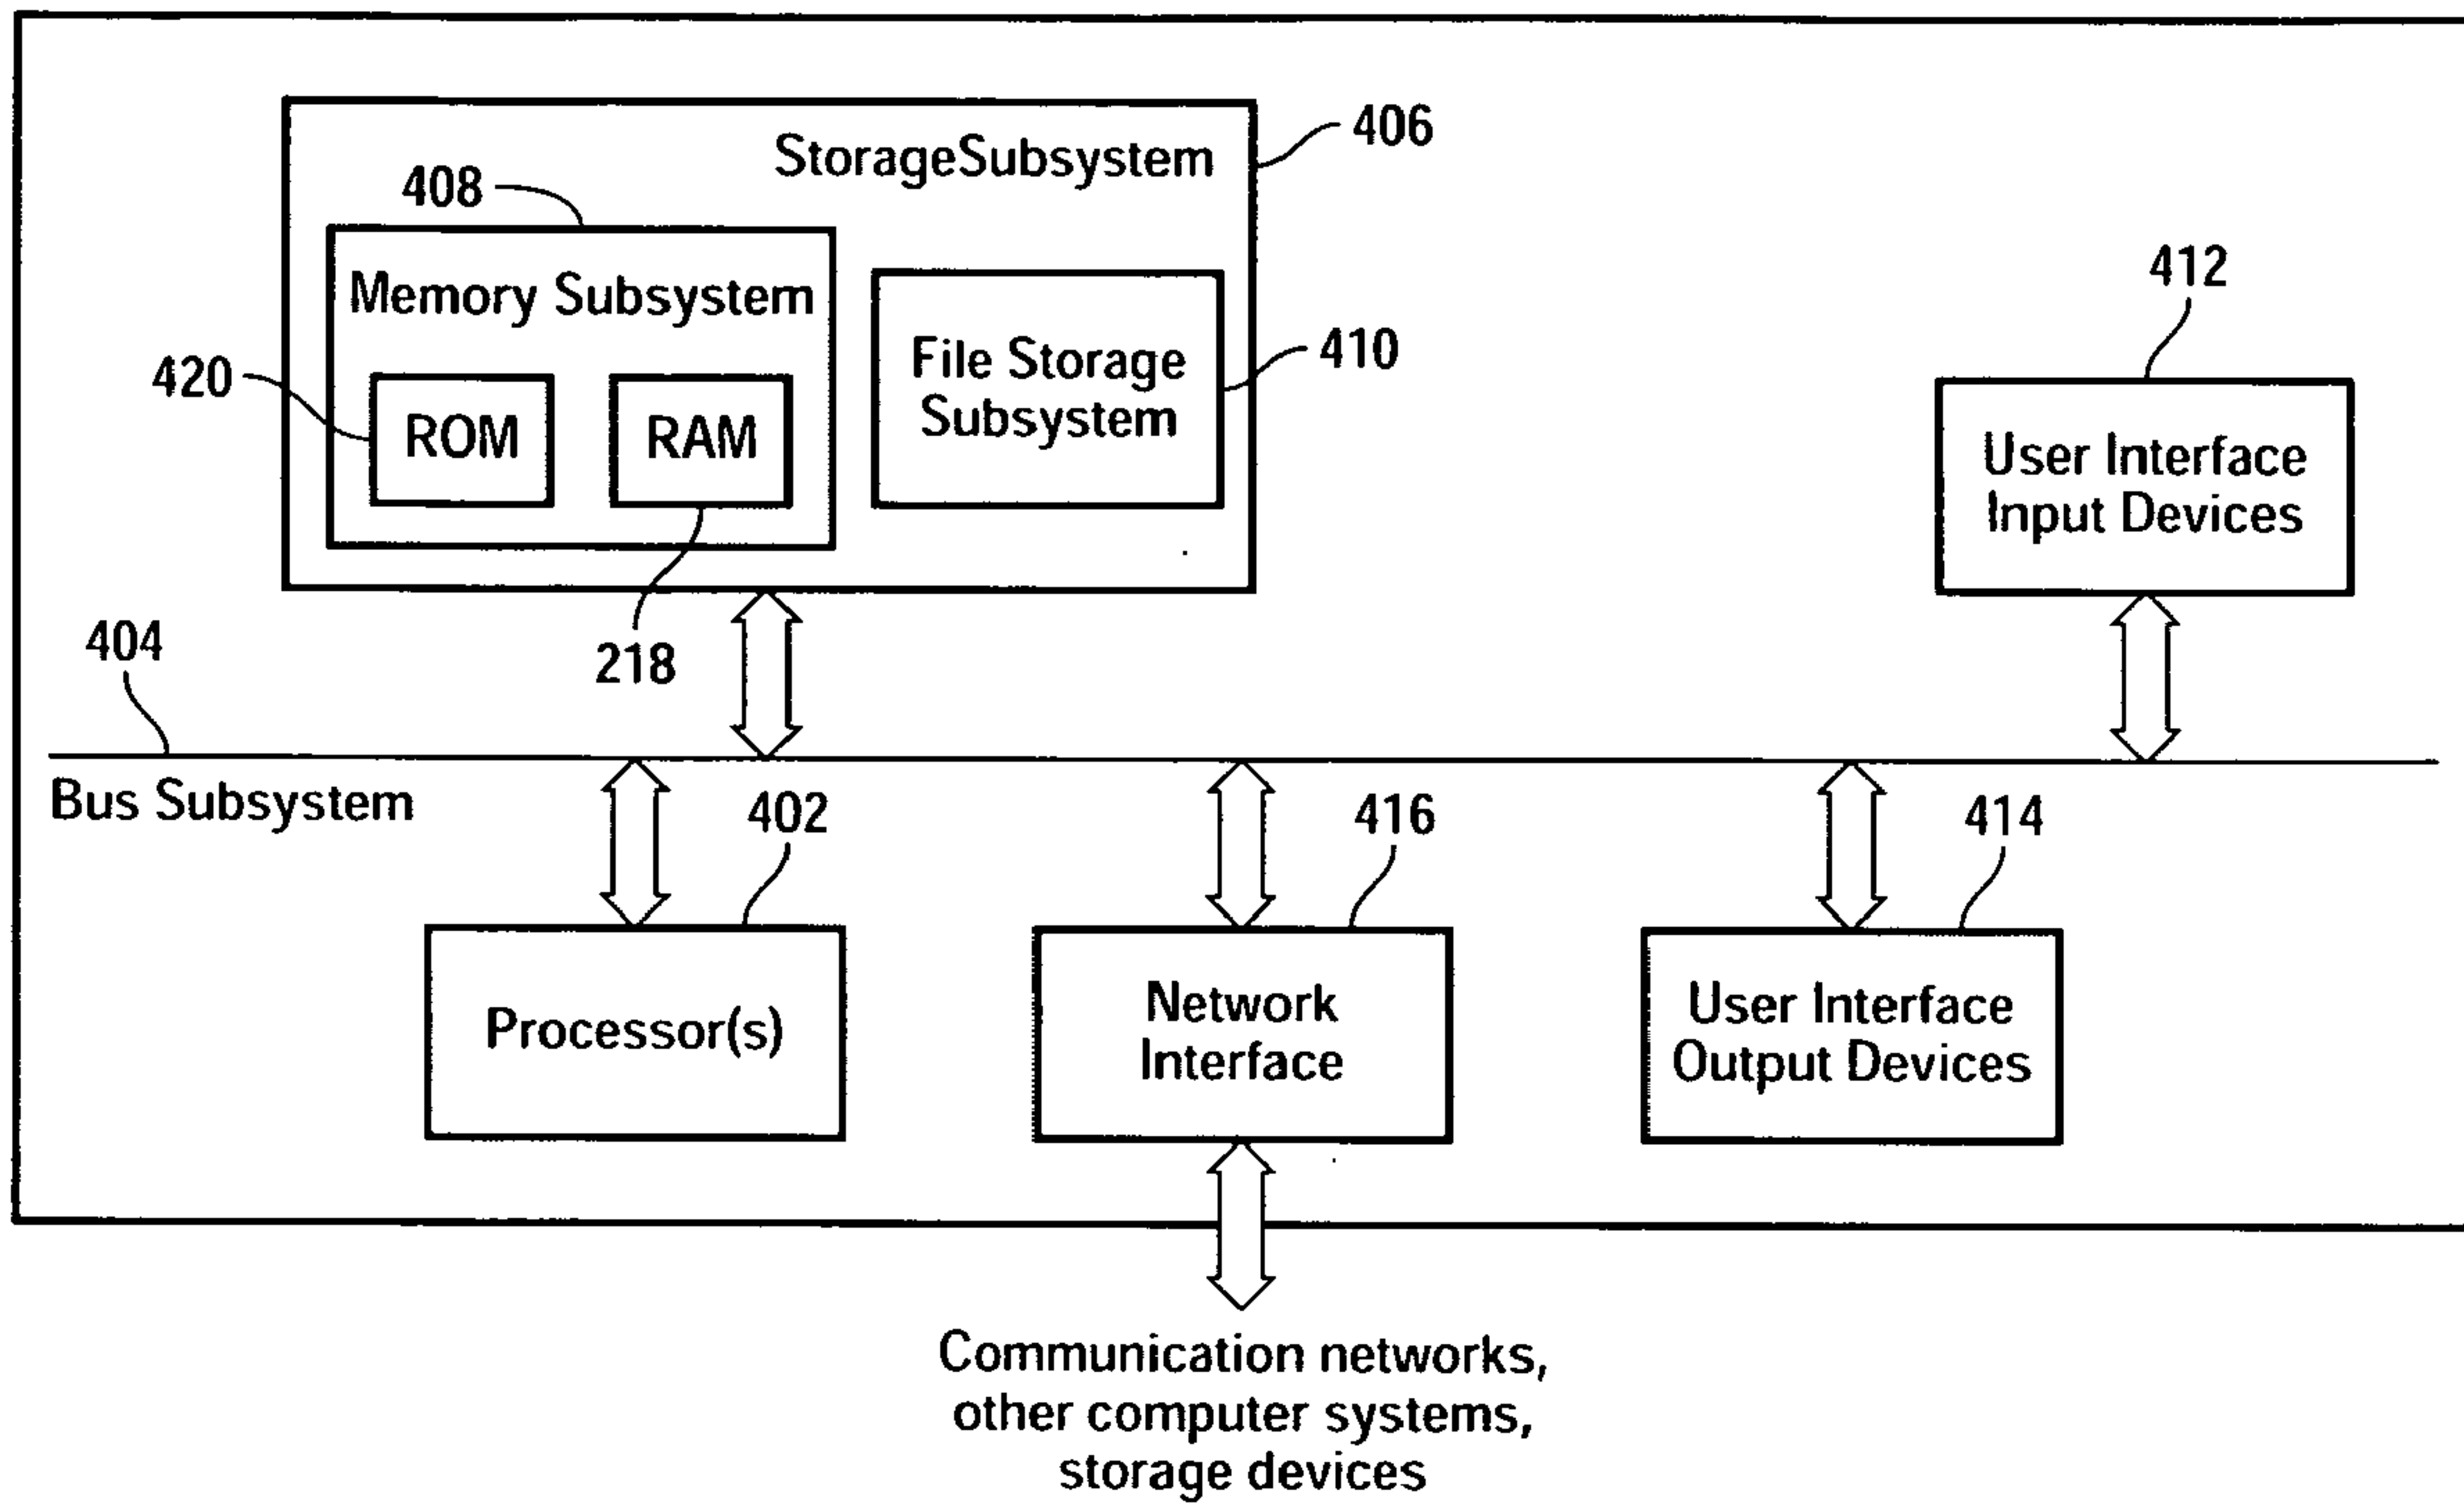 StorageSubsystem
406
408
Memory Subsystem
420
ROM
RAM
File Storage
Subsystem
410
218
412
User Interface
Input Devices
404
Bus Subsystem
402
416
414
Processor(s)
Network
Interface
User Interface
Output Devices
Communication networks,
other computer systems,
storage devices